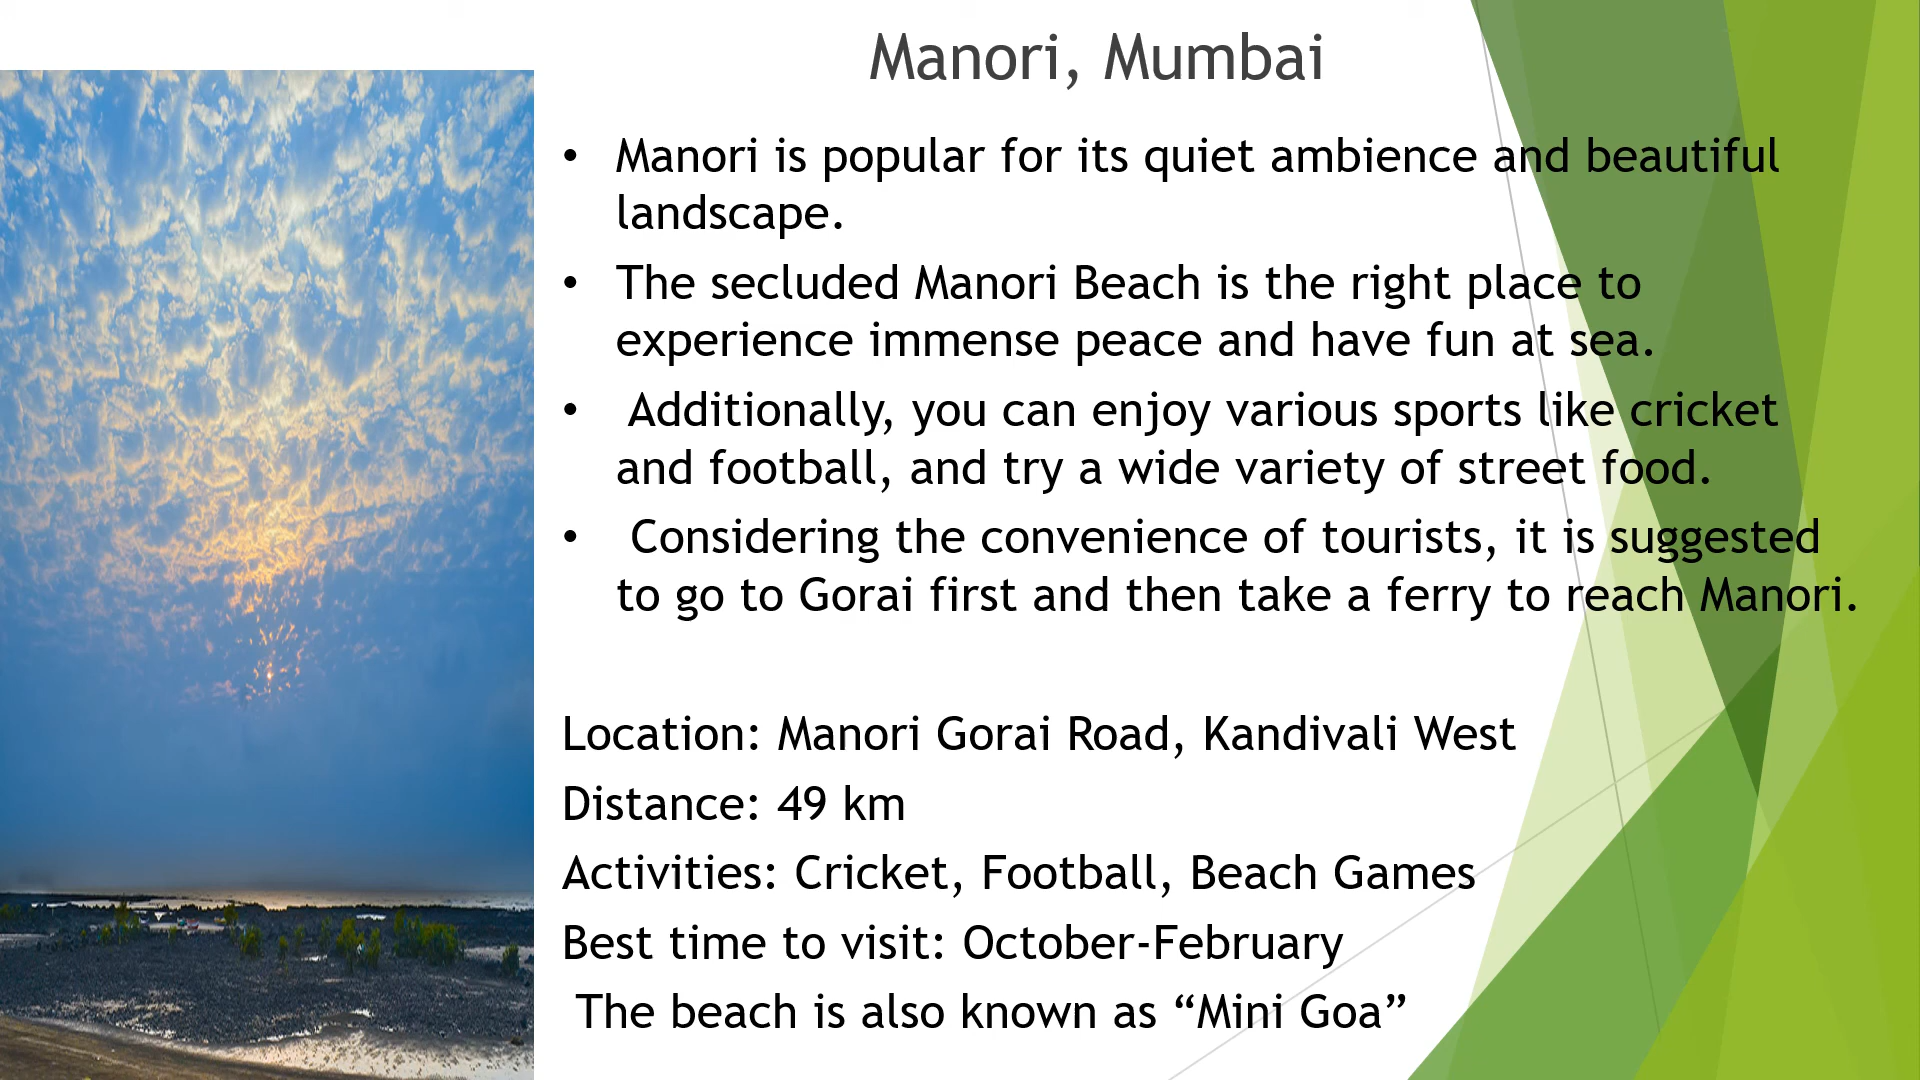 Manori, Mumbai
• Manori is popular for its quiet ambience and beautiful
landscape.
• The secluded Manori Beach is the right place to
experience immense peace and have fun at sea.
• Additionally, you can enjoy various sports like cricket
and football, and try a wide variety of street food.
• Considering the convenience of tourists, it is suggested
to go to Gorai first and then take a ferry to reach Manori.
Location: Manori Gorai Road, Kandivali West
Distance: 49 km
Activities: Cricket, Football, Beach Games
Best time to visit: October-February
The beach is also known as “Mini Goa”